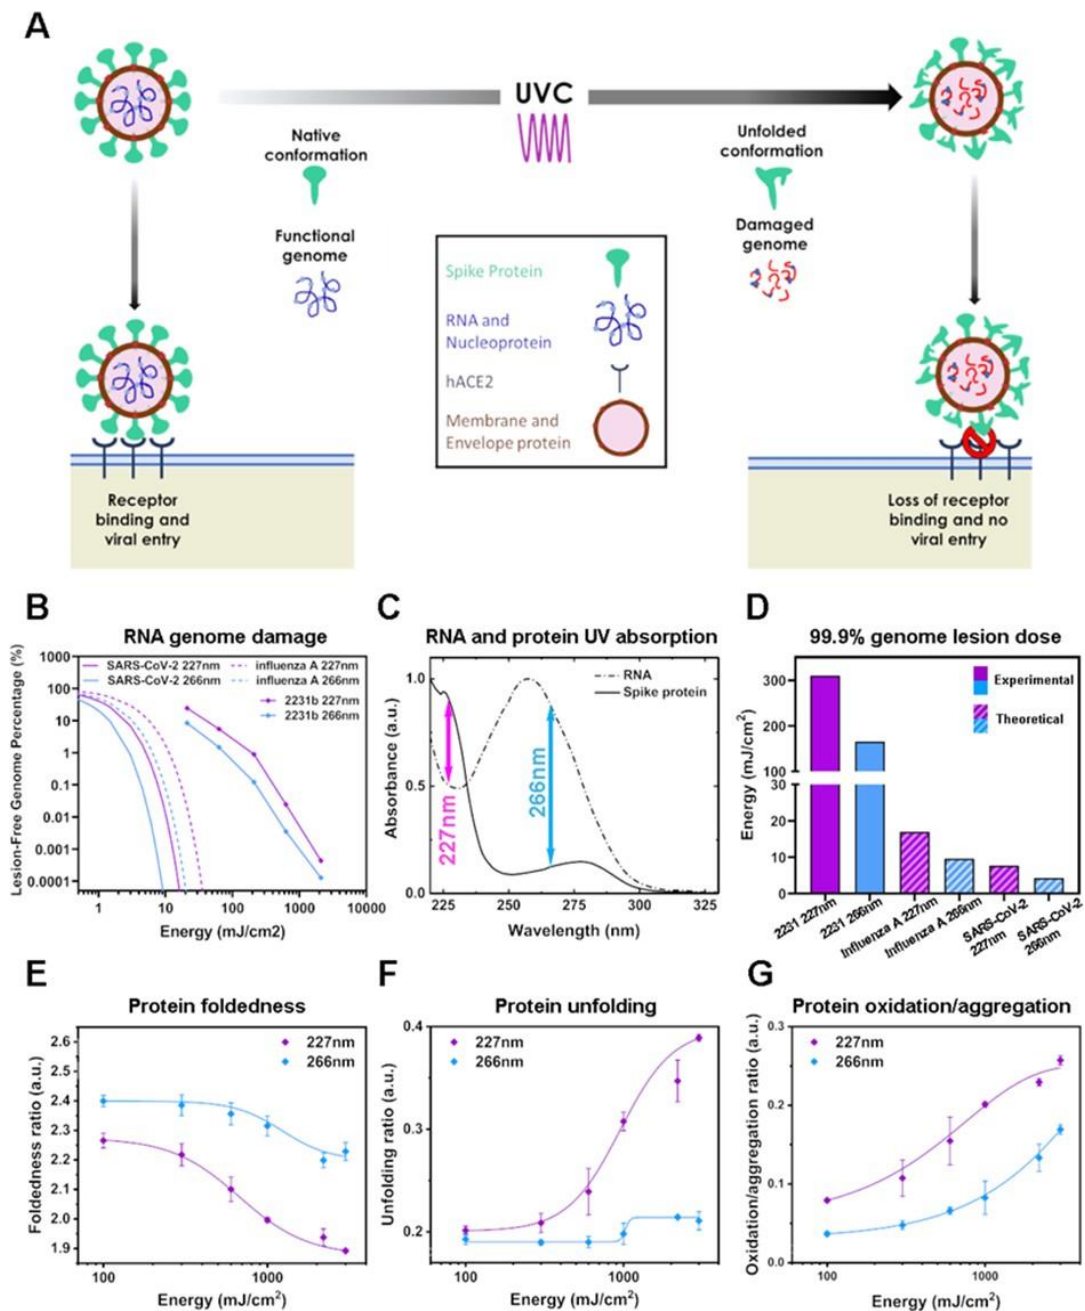 A
UVC
Native
conformation
Functional
genome
Unfolded
conformation
Damaged
genome
Spike Protein
RNA and
Nucleoprotein
hACE2
Membrane and
Envelope protein
Receptor
binding and
viral entry
Loss of receptor
binding and no
viral entry
B
RNA genome damage
Lesion-Free Genome Percentage (%)
1000
100
10
1
0.1
0.01
0.001
0.0001
SARS-CoV-2 227nm
SARS-CoV-2 266nm
influenza A 227nm
influenza A 266nm
2231b 227nm
2231b 266nm
1
10
100
1000
10000
Energy (mJ/cm2)
C
RNA and protein UV absorption
Absorbance (a.u.)
1.0
0.5
0.0
RNA
Spike protein
227nm
266nm
225
250
275
300
325
Wavelength (nm)
D
99.9% genome lesion dose
Energy (mJ/cm²)
300
200
100
30
20
10
0
Experimental
Theoretical
2231 227nm
2231 266nm
Influenza A 227nm
Influenza A 266nm
SARS-CoV-2
227nm
SARS-CoV-2
266nm
E
Protein foldedness
Foldedness ratio (a.u.)
2.6
2.5
2.4
2.3
2.2
2.1
2.0
1.9
227nm
266nm
100
1000
Energy (mJ/cm²)
F
Protein unfolding
Unfolding ratio (a.u.)
0.4
0.3
0.2
227nm
266nm
100
1000
Energy (mJ/cm²)
G
Protein oxidation/aggregation
Oxidation/aggregation ratio (a.u.)
0.3
0.2
0.1
0.0
227nm
266nm
100
1000
Energy (mJ/cm²)